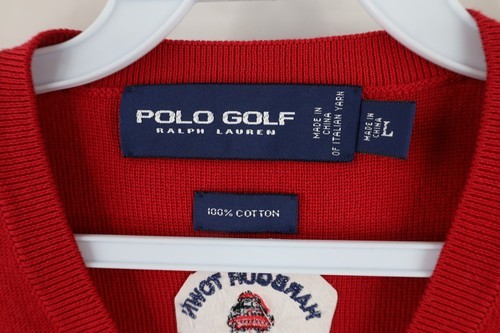 POLO GOLF
RALPH LAUREN
MADE IN
CHINA
OF ITALIAN YARN
MADE IN
CHINA
L
100% COTTON
HARBOUR TOWN